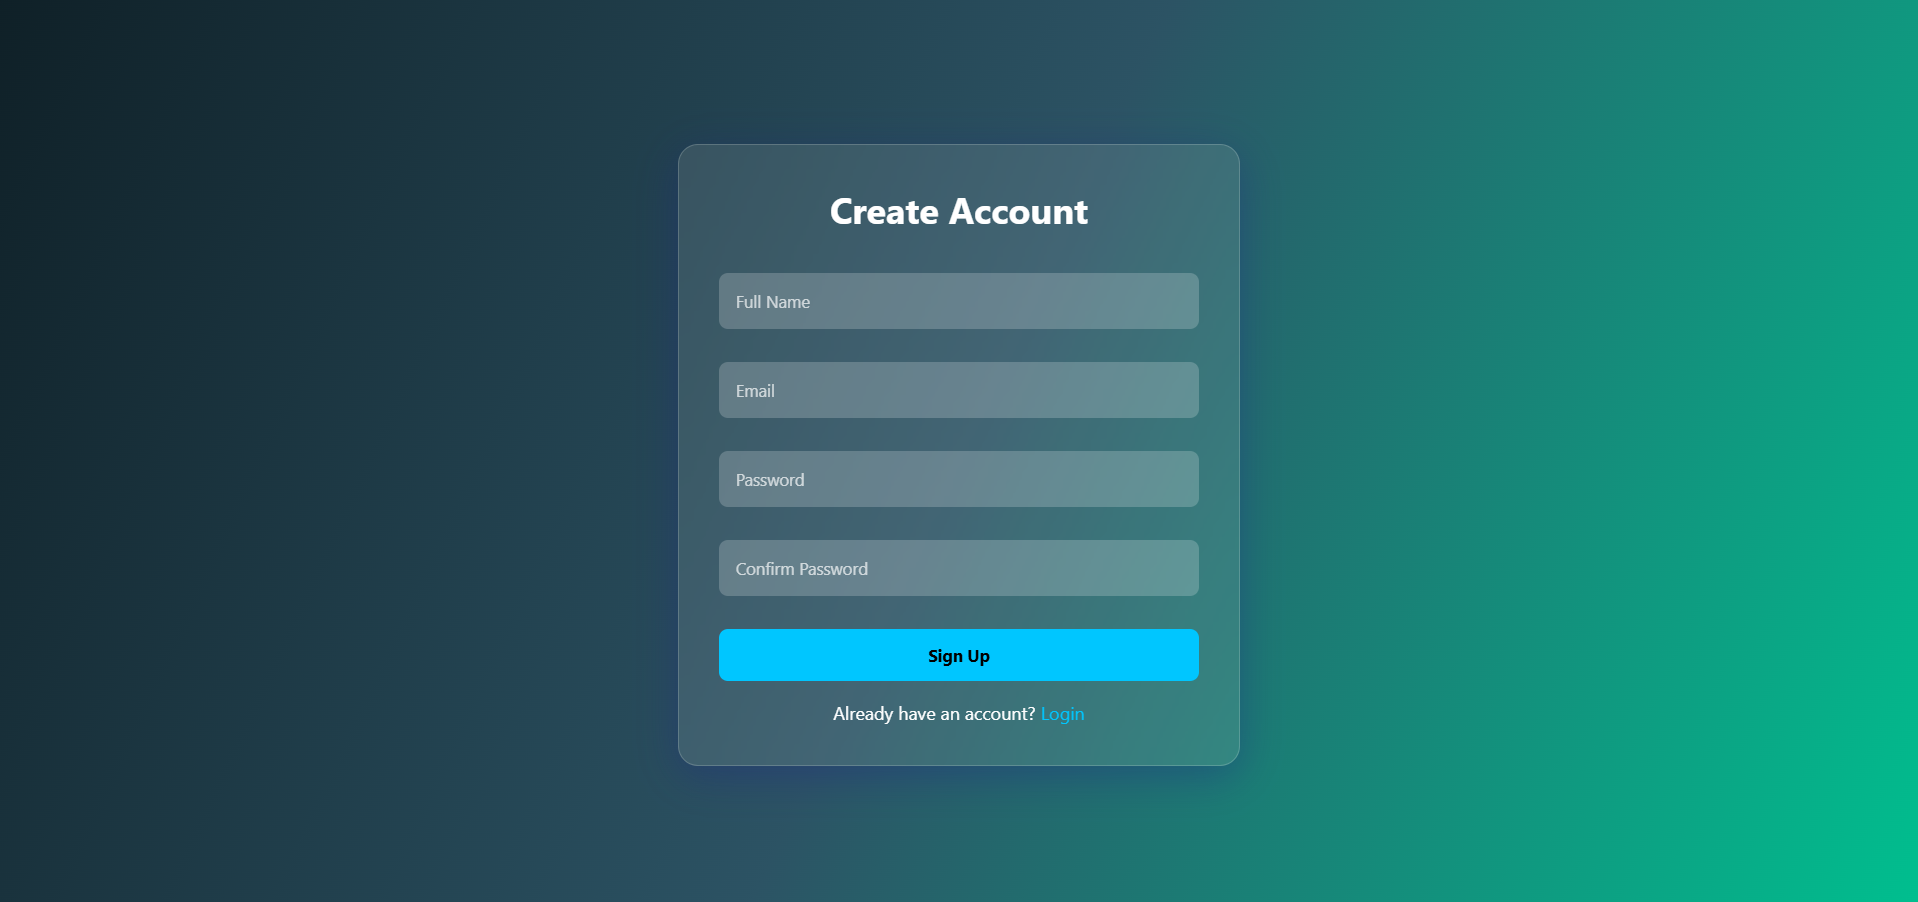 Create Account
Full Name
Email
Password
Confirm Password
Sign Up
Already have an account? Login